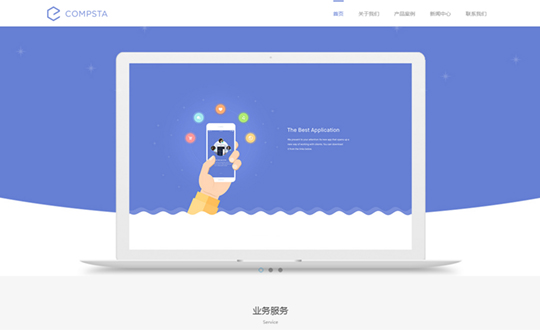 COMPSTA
首页 关于我们 产品案例 新闻中心 联系我们
The Best Application
业务服务
Service